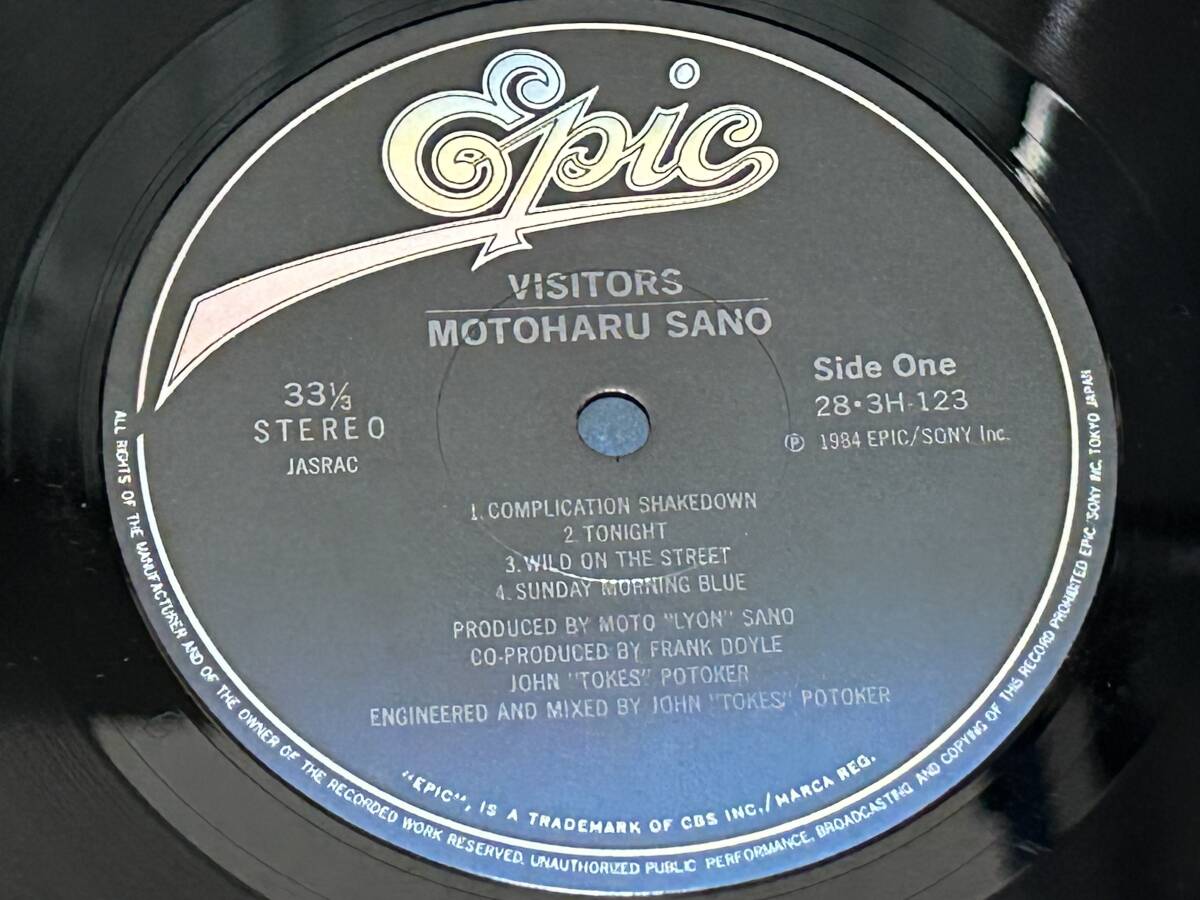 Epic
VISITORS
MOTOHARU SANO
33⅓
STEREO
JASRAC
Side One
28・3H-123
Ⓟ 1984 EPIC/SONY Inc.
1. COMPLICATION SHAKEDOWN
2. TONIGHT
3. WILD ON THE STREET
4. SUNDAY MORNING BLUE
PRODUCED BY MOTO "LYON" SANO
CO-PRODUCED BY FRANK DOYLE
JOHN "TOKES" POTOKER
ENGINEERED AND MIXED BY JOHN "TOKES" POTOKER
"EPIC", IS A TRADEMARK OF CBS INC./MARCA REG.
ALL RIGHTS OF THE MANUFACTURER AND OF THE OWNER OF THE RECORDED WORK RESERVED. UNAUTHORIZED PUBLIC PERFORMANCE, BROADCASTING AND COPYING OF THIS RECORD PROHIBITED EPIC/SONY INC. TOKYO JAPAN